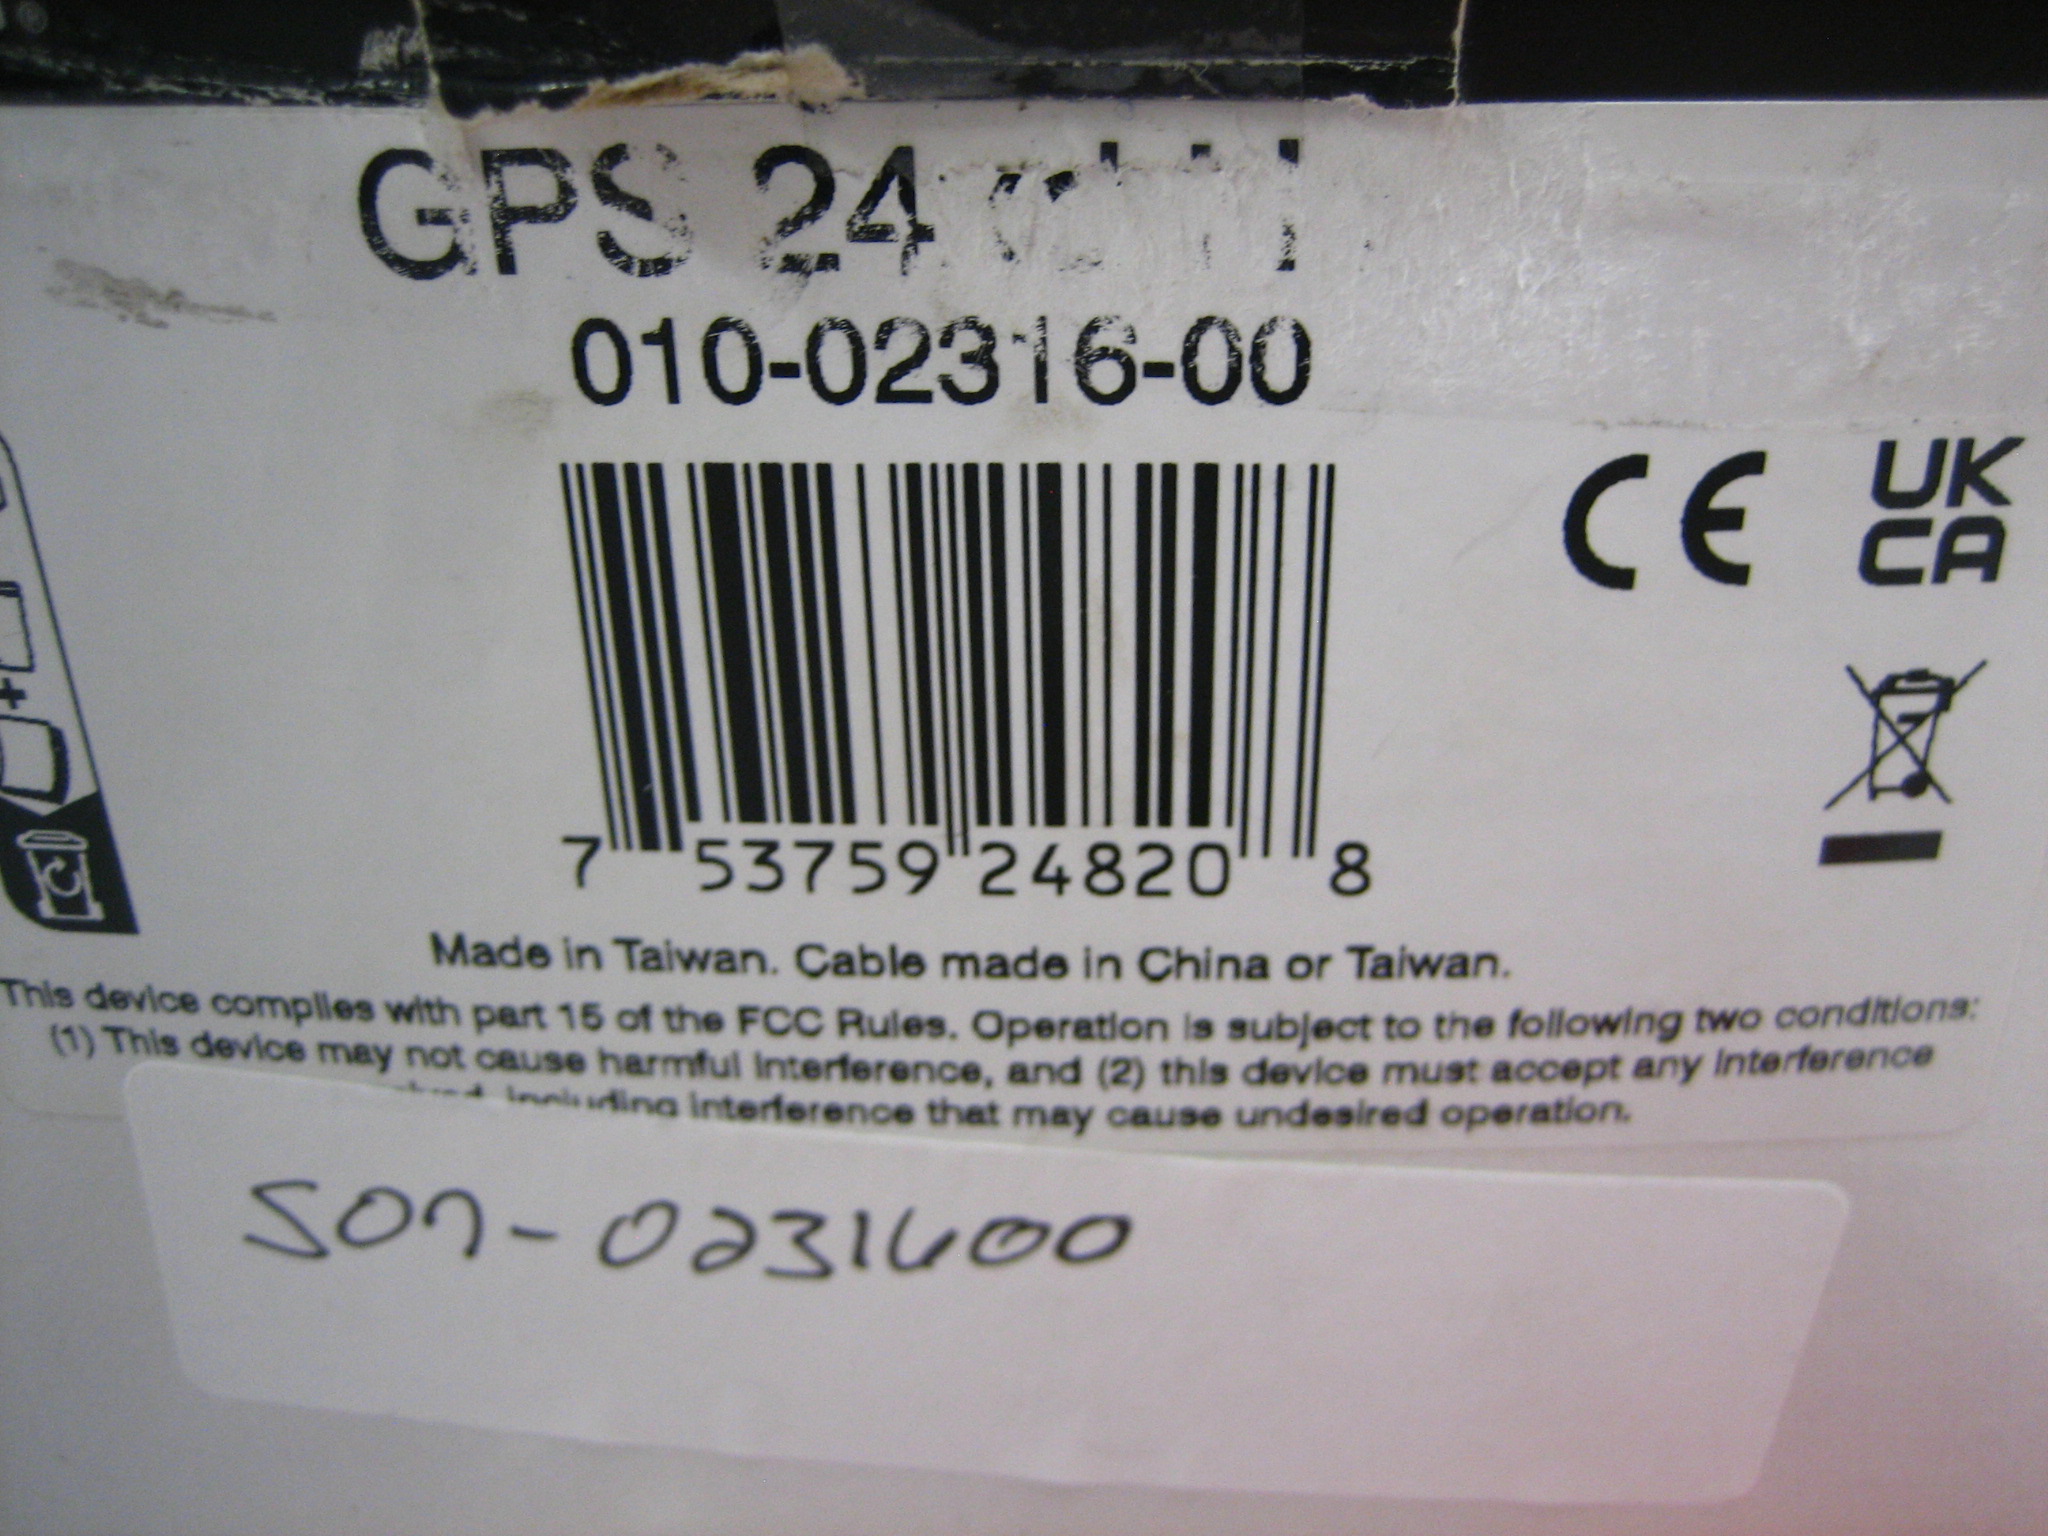 GPS 24
010-02316-00
CE
UK
CA
7 53759 24820 8
Made in Taiwan. Cable made in China or Taiwan.
This device complies with part 15 of the FCC Rules. Operation is subject to the following two conditions:
(1) This device may not cause harmful interference, and (2) this device must accept any interference
including interference that may cause undesired operation.
507-0231600